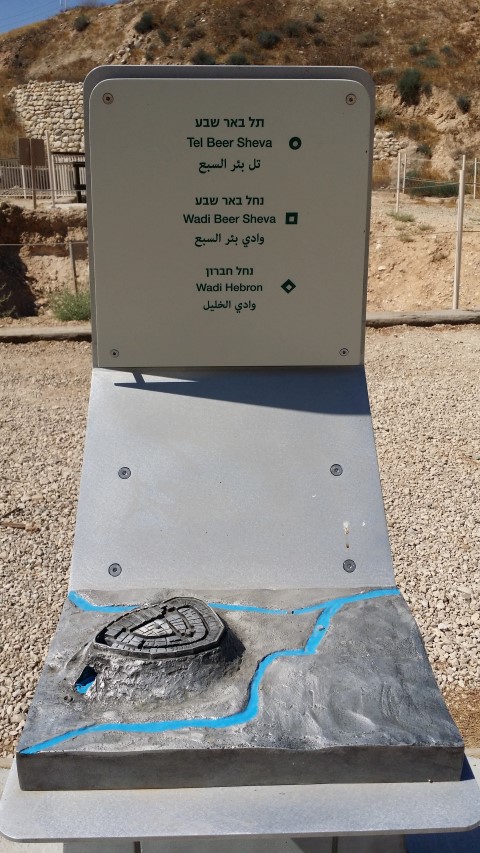 תל באר שבע
Tel Beer Sheva
تل بئر السبع
נחל באר שבע
Wadi Beer Sheva
وادي بئر السبع
נחל חברון
Wadi Hebron
وادي الخليل